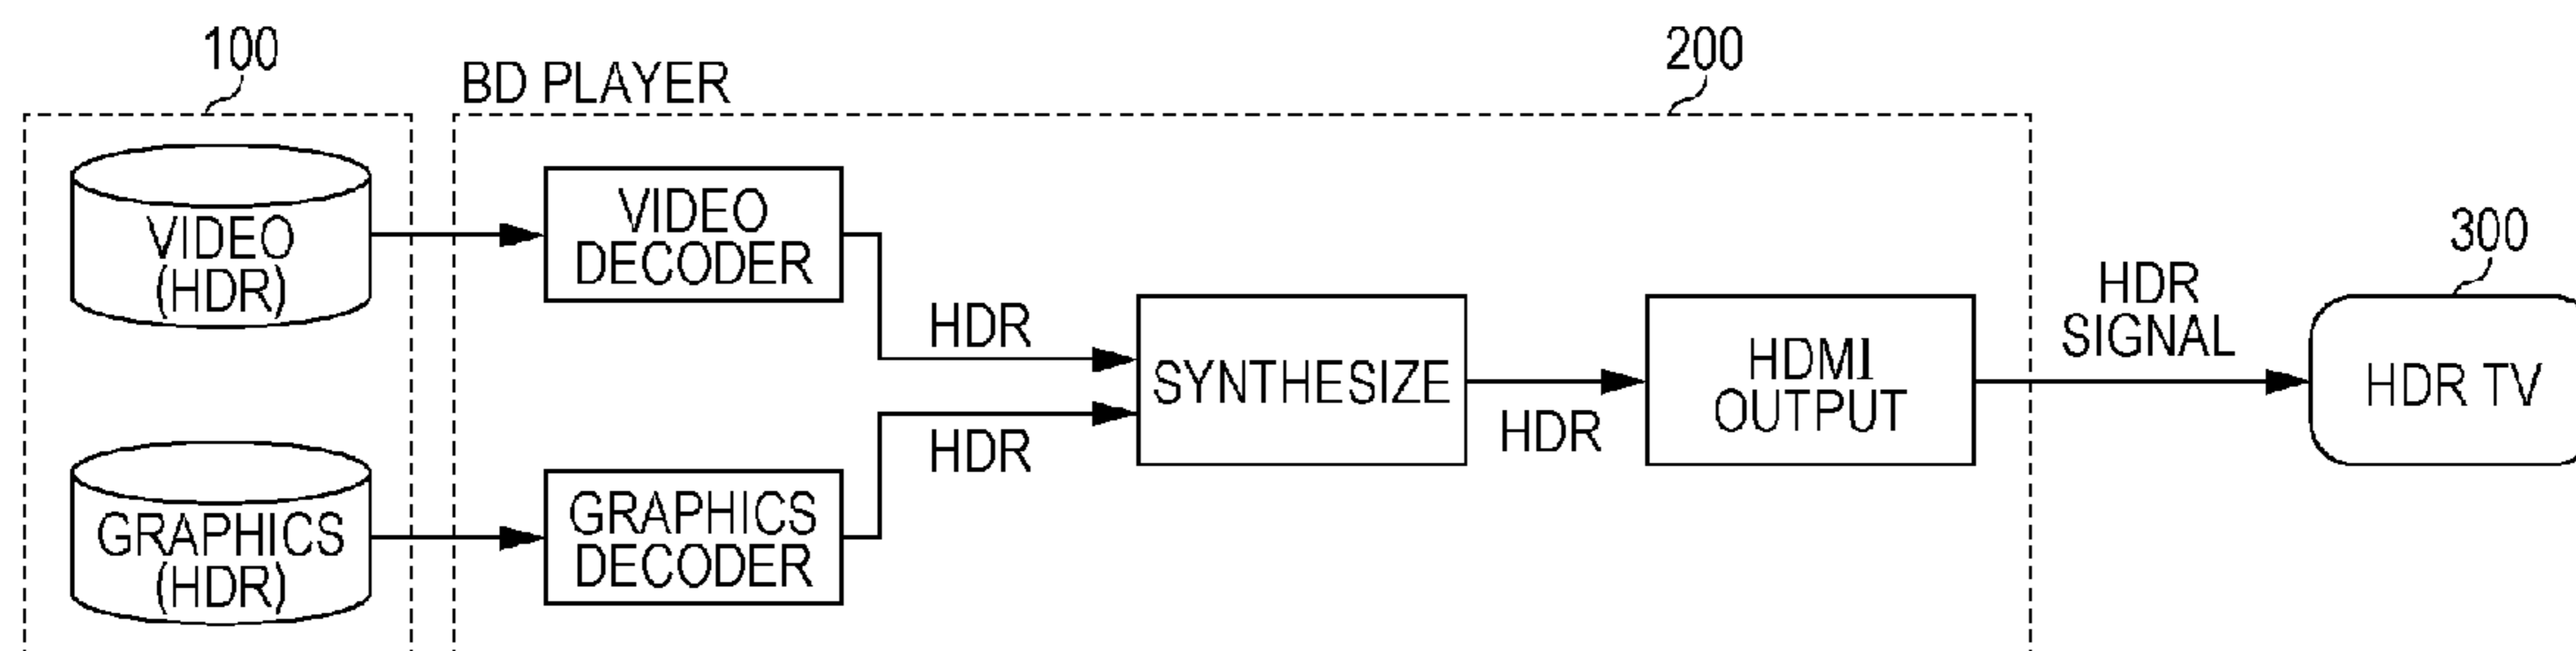 100
BD PLAYER
200
VIDEO
(HDR)
VIDEO
DECODER
HDR
GRAPHICS
(HDR)
GRAPHICS
DECODER
HDR
SYNTHESIZE
HDR
HDMI
OUTPUT
HDR
SIGNAL
300
HDR TV